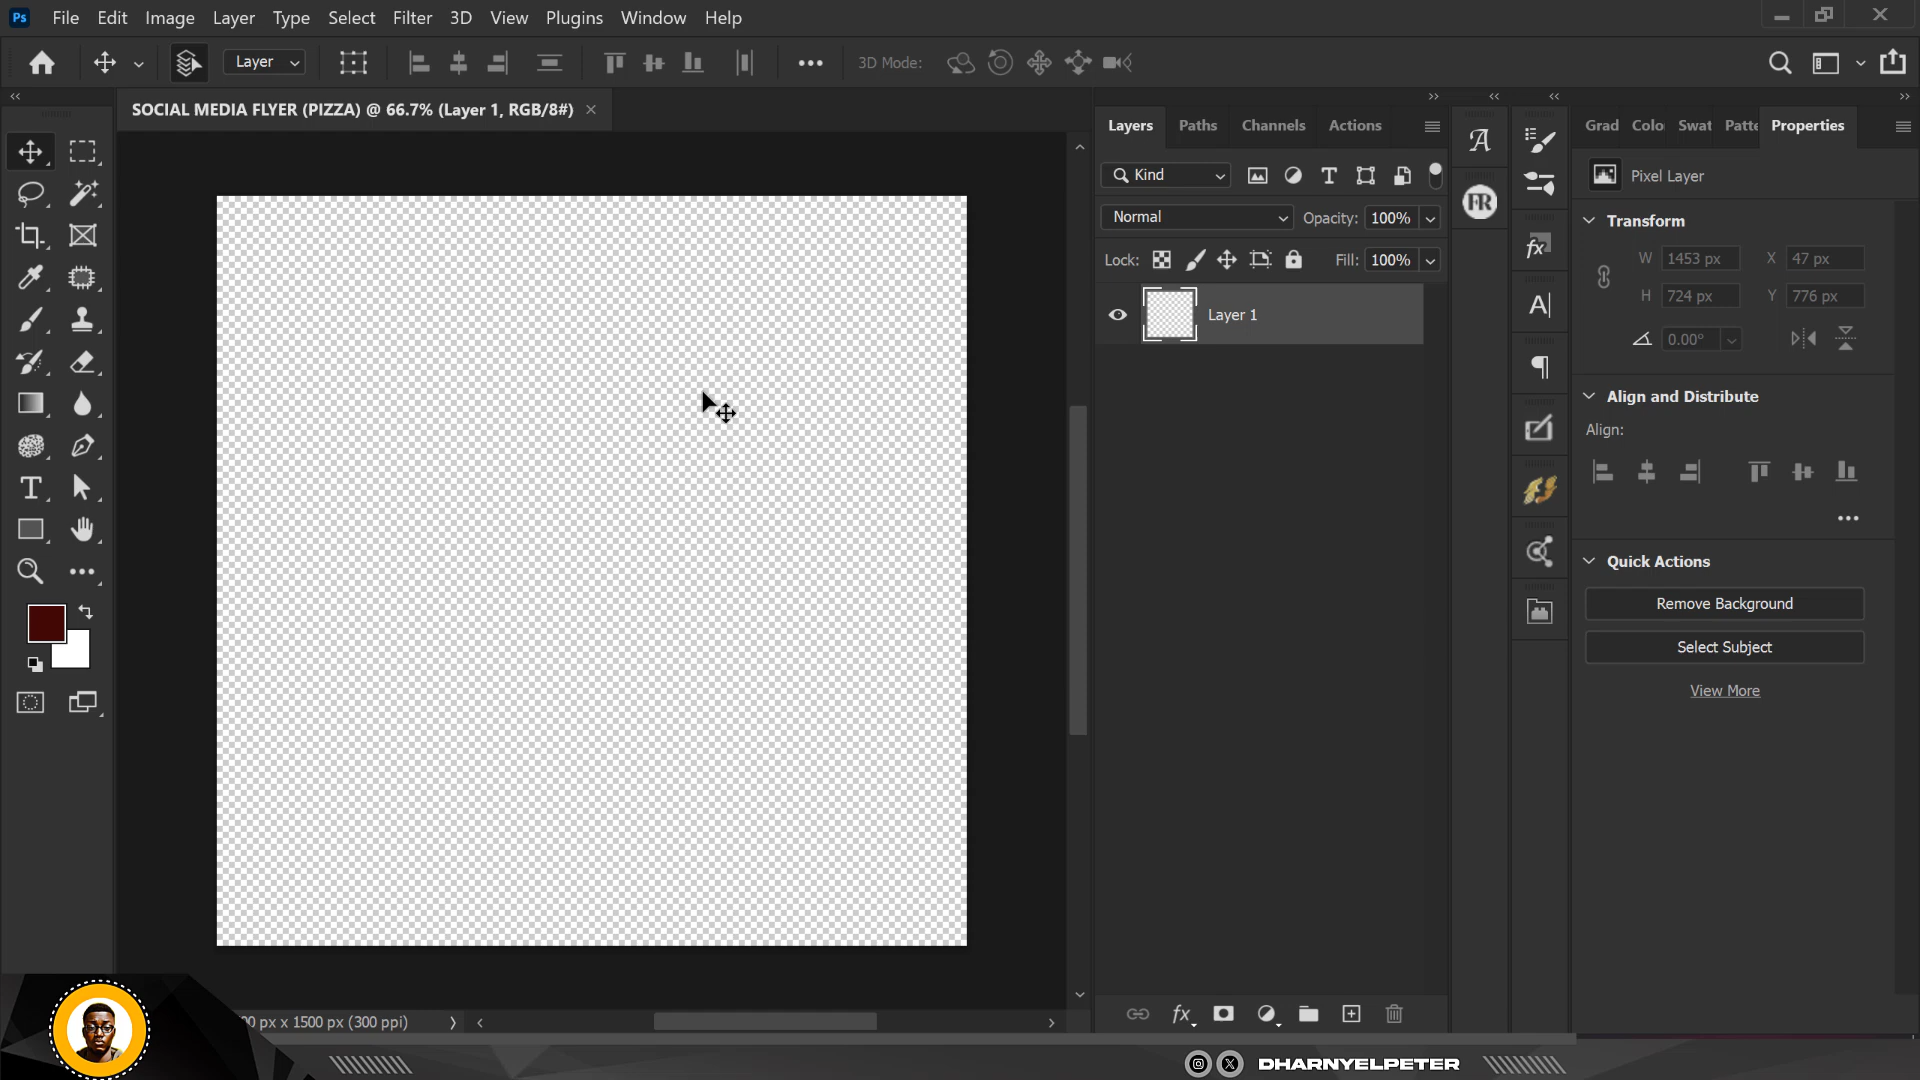 Ps File Edit Image Layer Type Select Filter 3D View Plugins Window Help
Layer 3D Mode:
SOCIAL MEDIA FLYER (PIZZA) @ 66.7% (Layer 1, RGB/8#)
Layers Paths Channels Actions
Grad Colo Swat Patte Properties
Kind
Pixel Layer
Normal Opacity: 100%
FR
Transform
Lock: Fill: 100%
W 1453 px X 47 px
H 724 px Y 776 px
Layer 1
0.00°
Align and Distribute
Align:
Quick Actions
Remove Background
Select Subject
View More
fx
00 px x 1500 px (300 ppi)
DHARNYELPETER